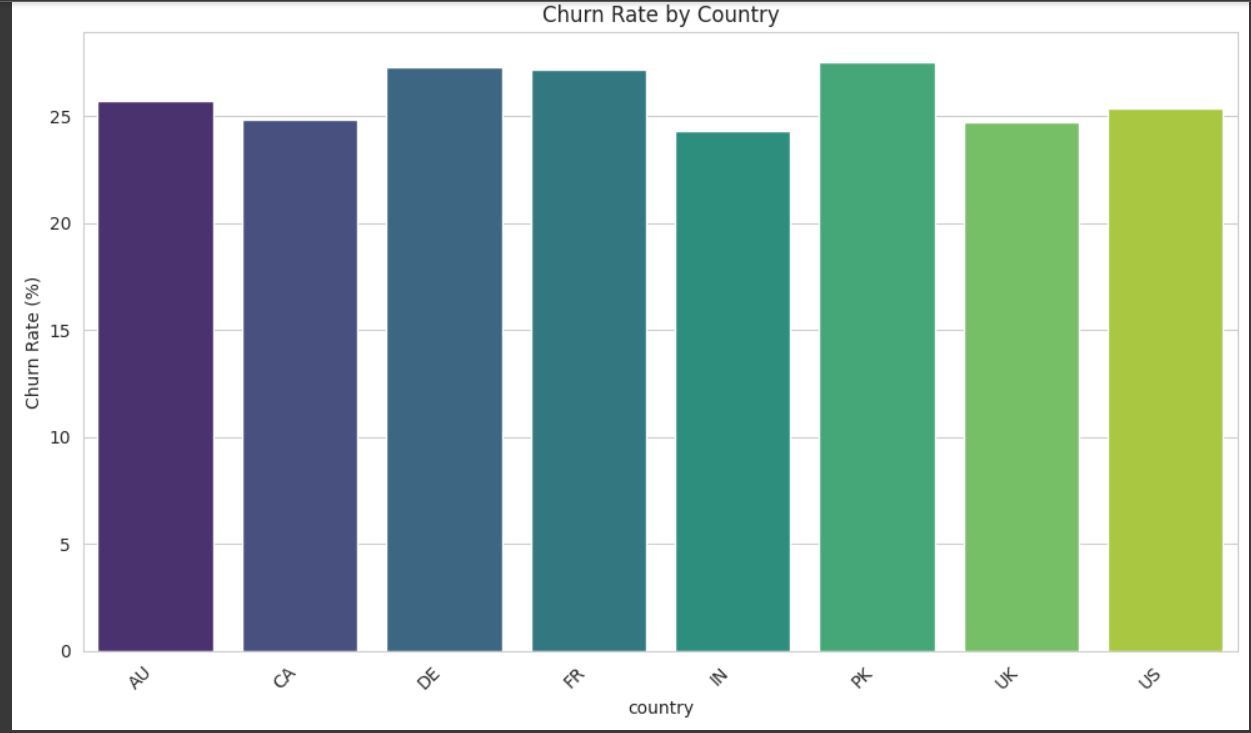 Churn Rate by Country
Churn Rate (%)
25
20
15
10
5
0
AU CA DE FR IN PK UK US
country